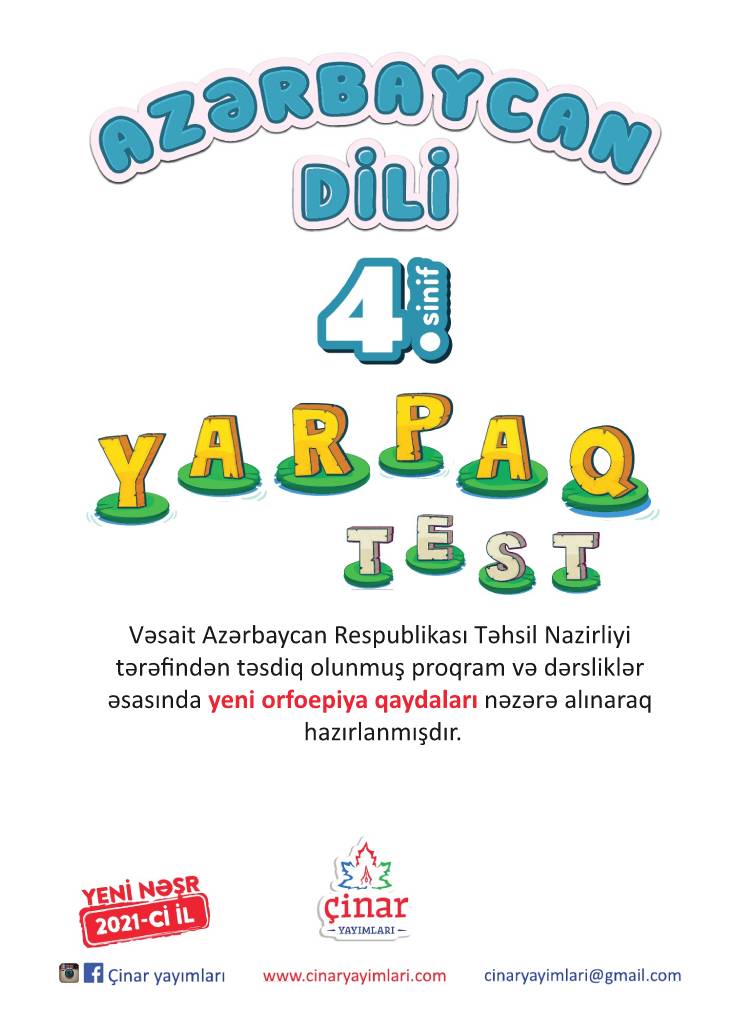 AZƏRBAYCAN
DİLİ
4. sinif
YARPAQ
TEST
Vəsait Azərbaycan Respublikası Təhsil Nazirliyi
tərəfindən təsdiq olunmuş proqram və dərsliklər
əsasında yeni orfoepiya qaydaları nəzərə alınaraq
hazırlanmışdır.
YENİ NƏŞR
2021-Cİ İL
çinar
YAYIMLARI
Çinar yayımları www.cinaryayimlari.com cinaryayimlari@gmail.com